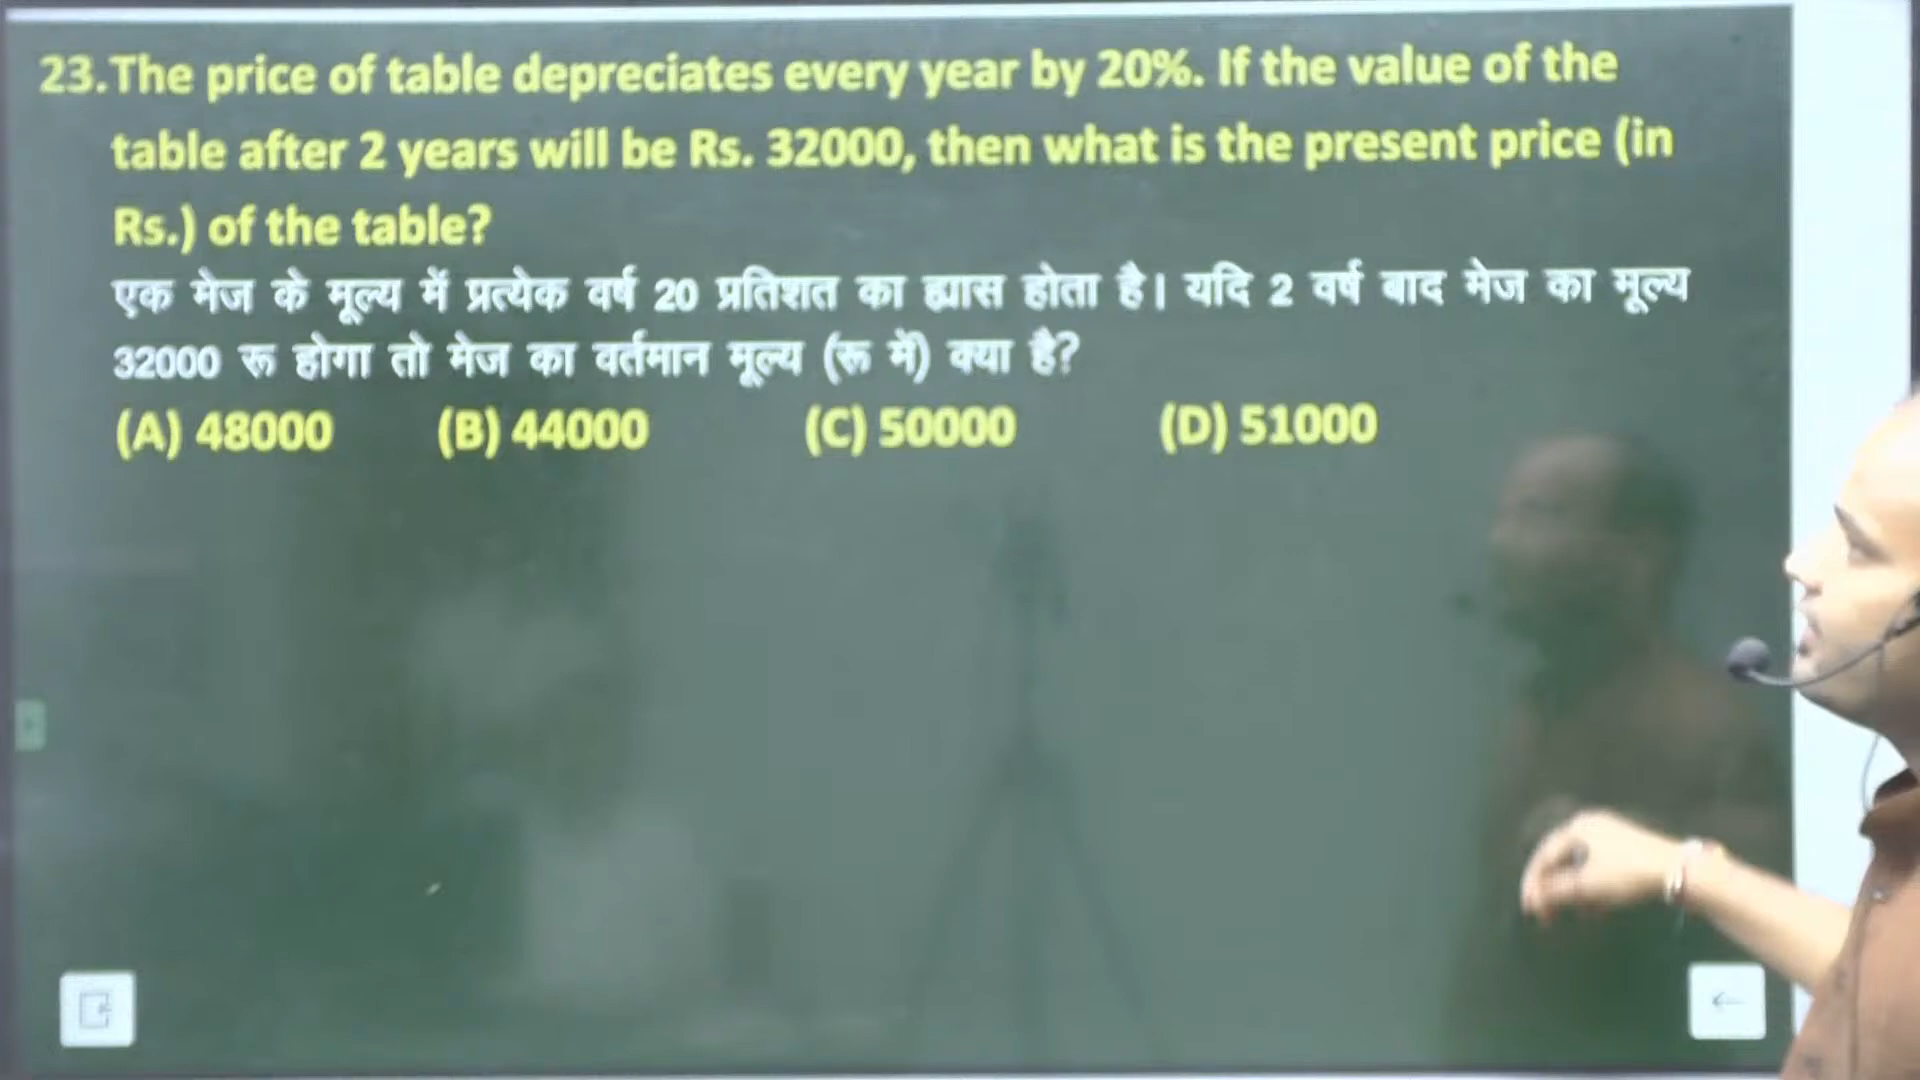 23.The price of table depreciates every year by 20%. If the value of the
table after 2 years will be Rs. 32000, then what is the present price (in
Rs.) of the table?
एक मेज के मूल्य में प्रत्येक वर्ष 20 प्रतिशत का ह्यास होता है। यदि 2 वर्ष बाद मेज का मूल्य
32000 रू होगा तो मेज का वर्तमान मूल्य (रू में) क्या है?
(A) 48000 (B) 44000 (C) 50000 (D) 51000